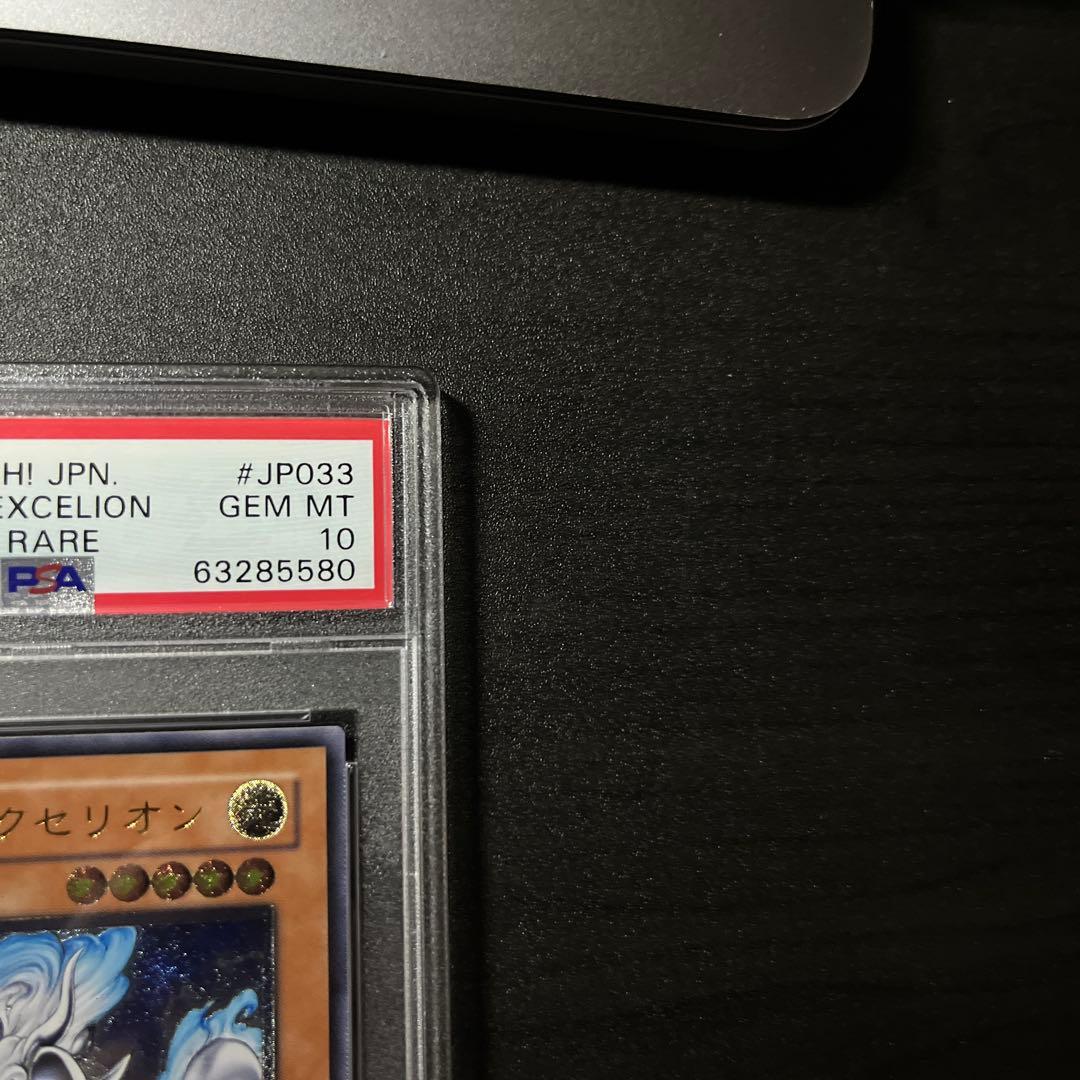 H! JPN. #JP033
EXCELION GEM MT
RARE 10
PSA 63285580
クセリオン